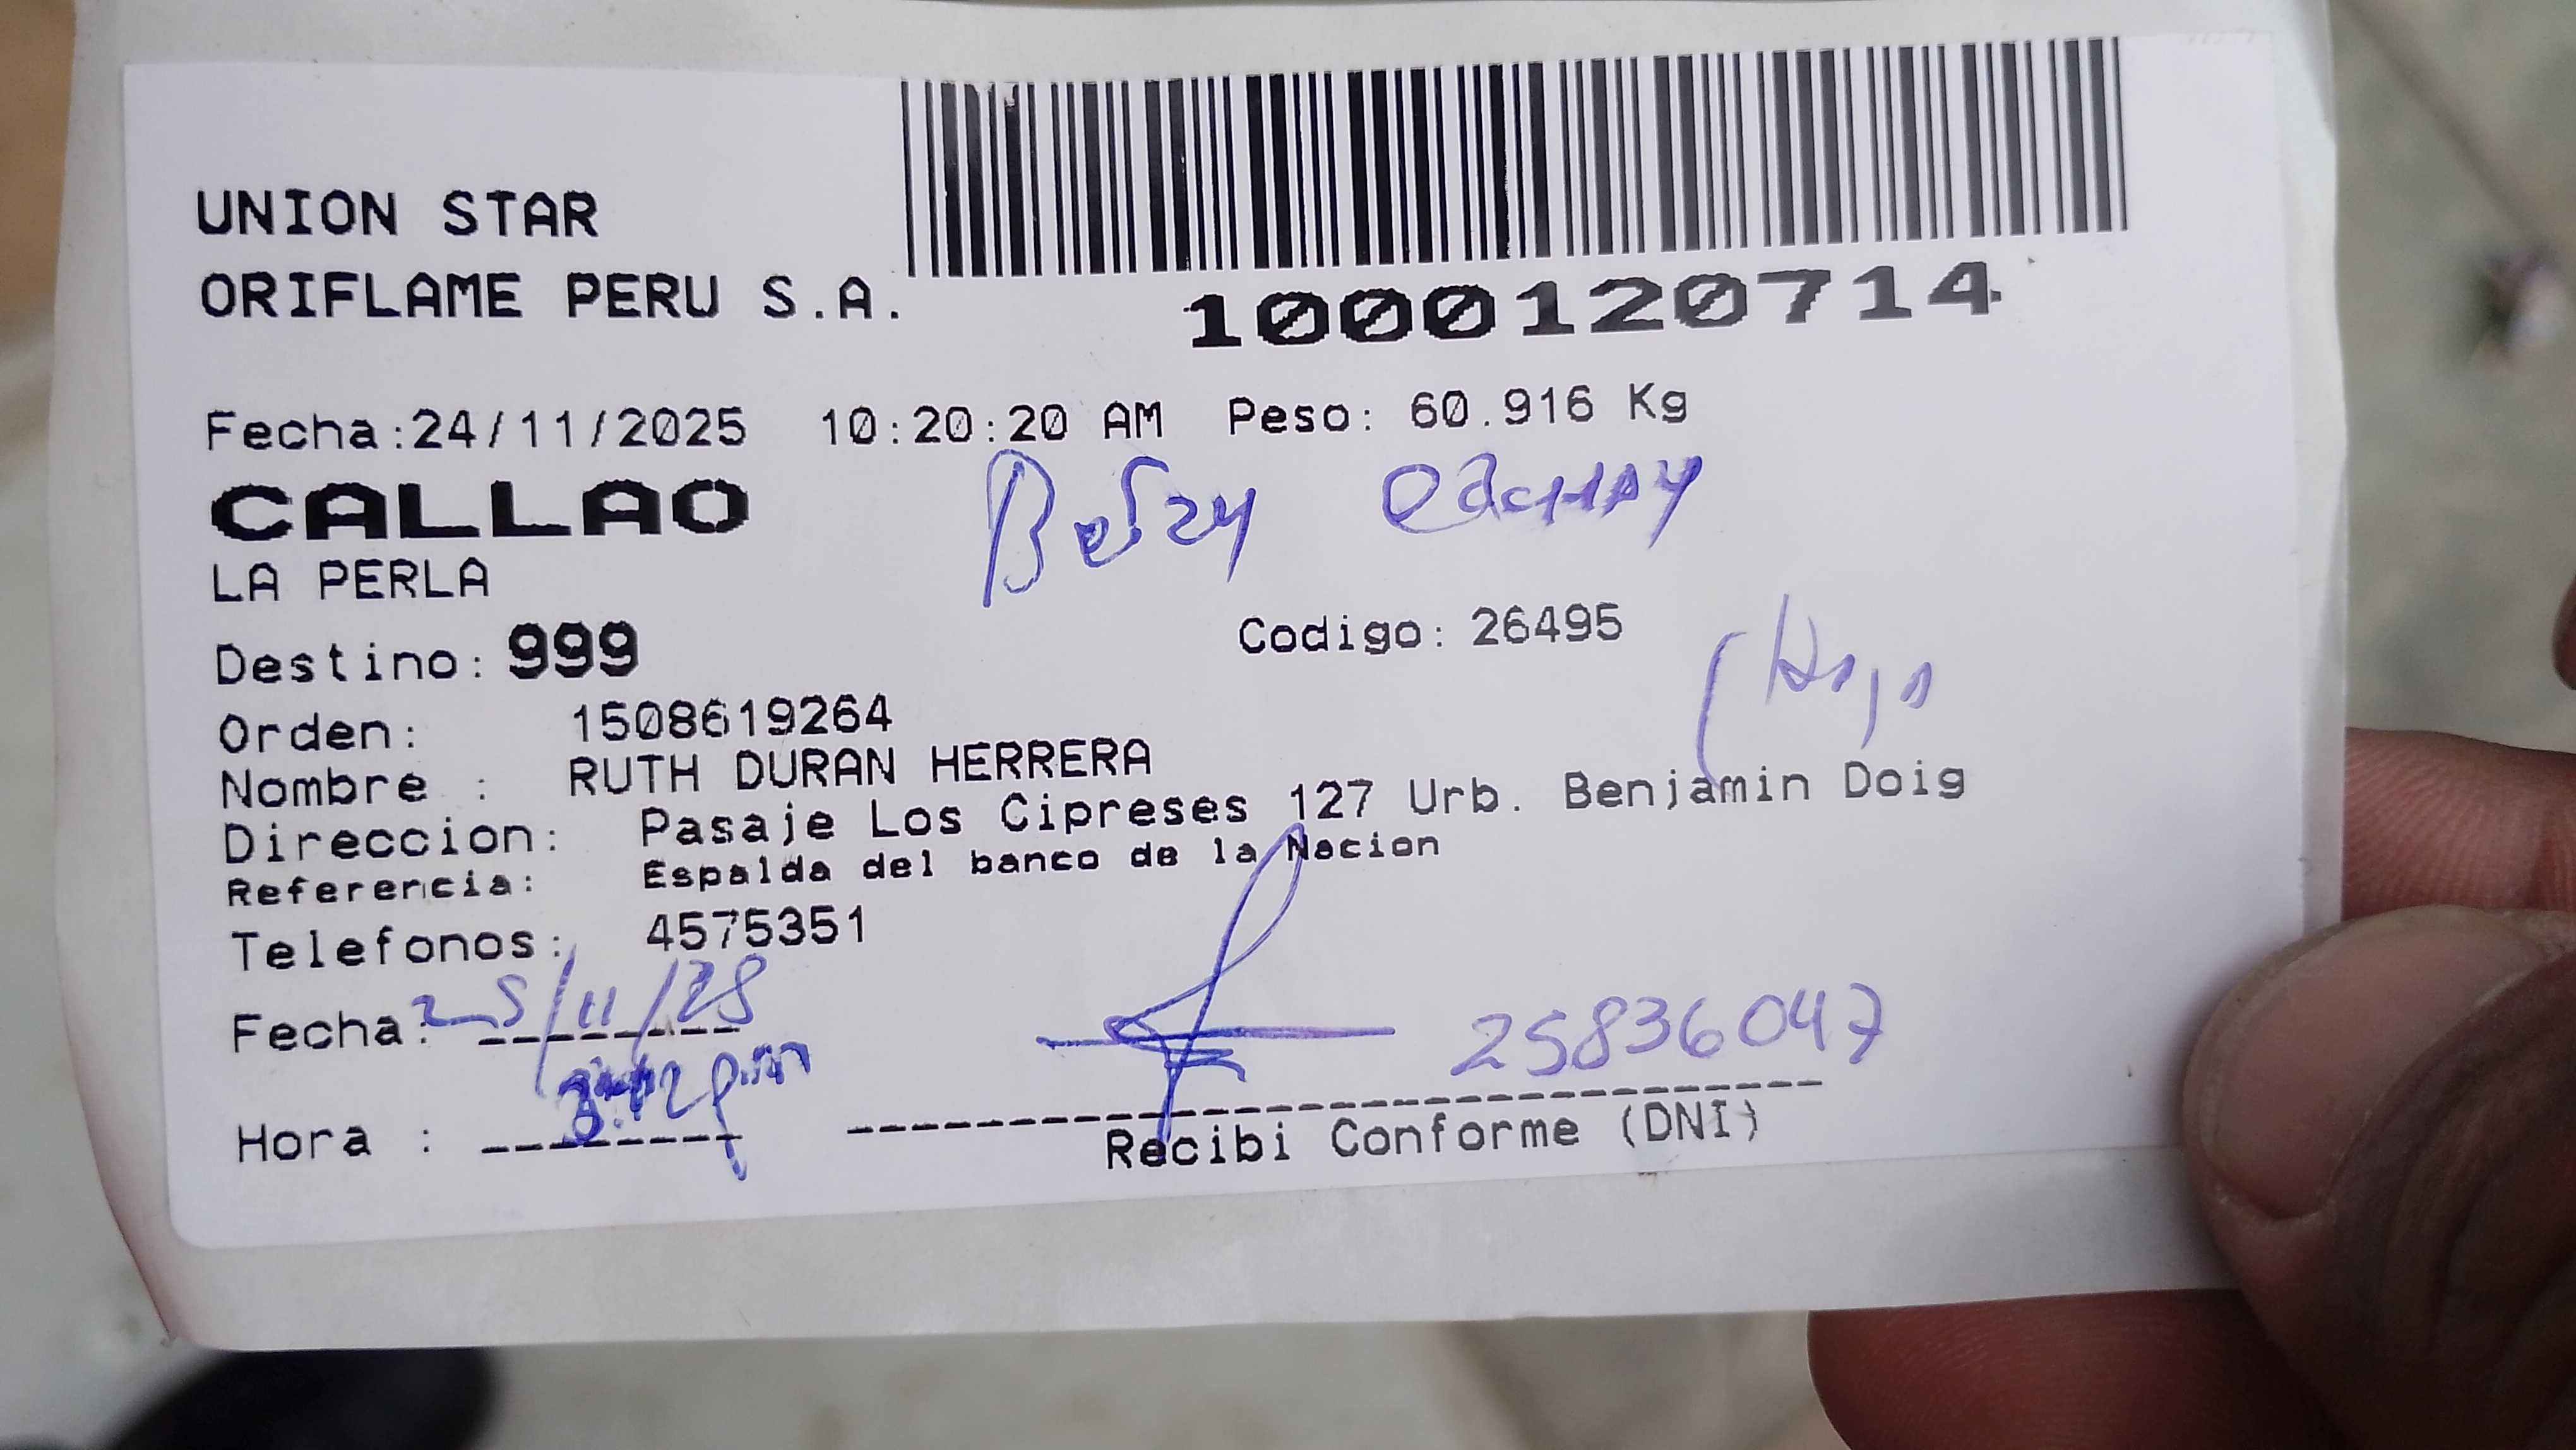 UNION STAR
ORIFLAME PERU S.A.
1000120714
Fecha:24/11/2025 10:20:20 AM Peso: 60.916 Kg
CALLAO
Betzy
LA PERLA
Codigo: 26495
Destino: 999
Orden: 1508619264
Nombre : RUTH DURAN HERRERA
Direccion: Pasaje Los Cipreses 127 Urb. Benjamin Doig
Referencia: Espalda del banco de la Nacion
Telefonos: 4575351
Fecha: 25/11/25
25836047
Hora : pm
Recibi Conforme (DNI)